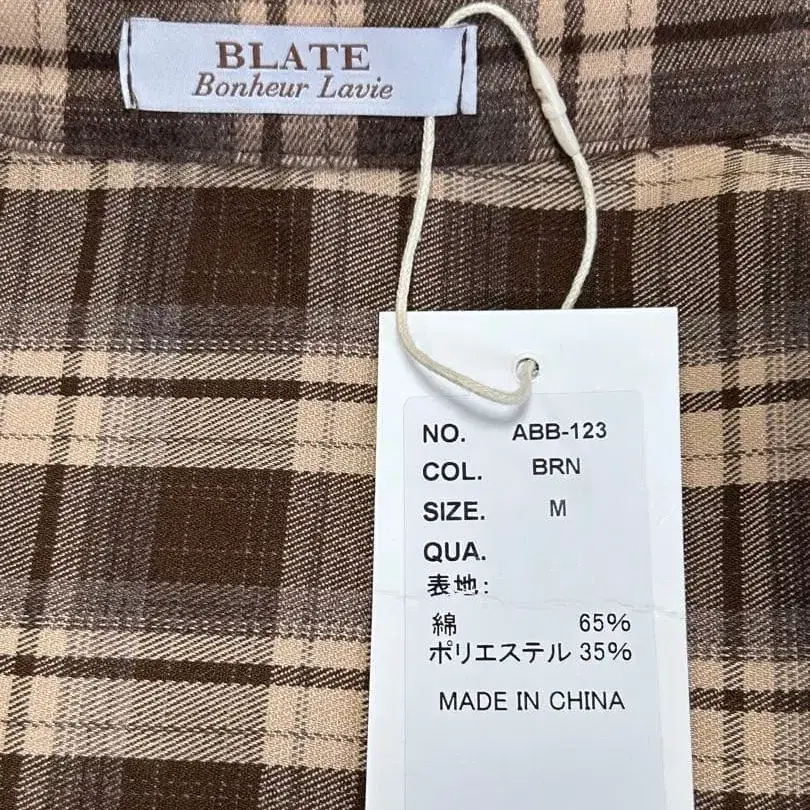 BLATE
Bonheur Lavie
NO. ABB-123
COL. BRN
SIZE. M
QUA.
表地:
綿 65%
ポリエステル 35%
MADE IN CHINA